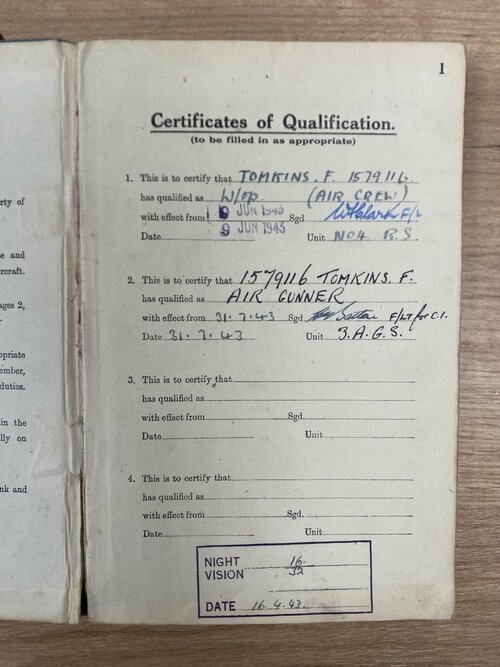 1
Certificates of Qualification.
(to be filled in as appropriate)
1. This is to certify that TOMKINS. F. 1579116.
has qualified as W/op (AIR CREW)
with effect from 9 JUN 1943 Sgd. F/L
Date 9 JUN 1943 Unit NO4 R.S.
2. This is to certify that 1579116 TOMKINS. F.
has qualified as AIR GUNNER
with effect from 31.7.43 Sgd. F/LT for C.I.
Date 31.7.43 Unit 3.A.G.S.
3. This is to certify that
has qualified as
with effect from Sgd.
Date Unit
4. This is to certify that
has qualified as
with effect from Sgd.
Date Unit
NIGHT 16
VISION 32
DATE 16.4.43.
rty of
e and
rcraft.
ages 2,
opriate
ember,
duties.
in the
lly on
nk and